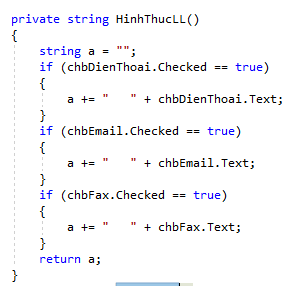 private string HinhThucLL()
{
    string a = "";
    if (chbDienThoai.Checked == true)
    {
        a += "   " + chbDienThoai.Text;
    }
    if (chbEmail.Checked == true)
    {
        a += "   " + chbEmail.Text;
    }
    if (chbFax.Checked == true)
    {
        a += "   " + chbFax.Text;
    }
    return a;
}